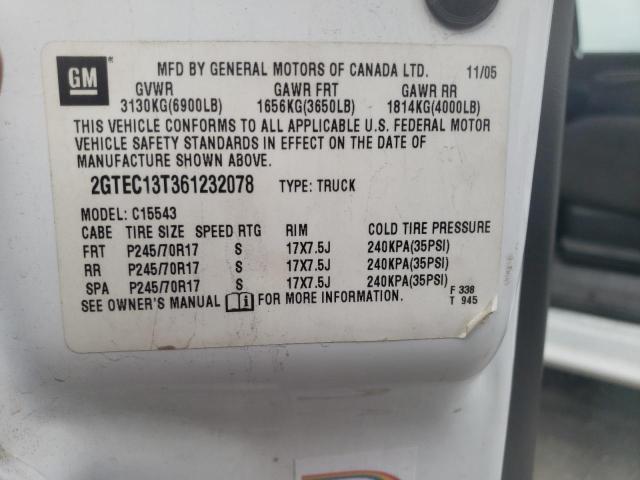 GM
MFD BY GENERAL MOTORS OF CANADA LTD. 11/05
GVWR GAWR FRT GAWR RR
3130KG(6900LB) 1656KG(3650LB) 1814KG(4000LB)
THIS VEHICLE CONFORMS TO ALL APPLICABLE U.S. FEDERAL MOTOR
VEHICLE SAFETY STANDARDS IN EFFECT ON THE DATE OF
MANUFACTURE SHOWN ABOVE.
2GTEC13T361232078 TYPE: TRUCK
MODEL: C15543
CABE TIRE SIZE SPEED RTG RIM COLD TIRE PRESSURE
FRT P245/70R17 S 17X7.5J 240KPA(35PSI)
RR P245/70R17 S 17X7.5J 240KPA(35PSI)
SPA P245/70R17 S 17X7.5J 240KPA(35PSI)
SEE OWNER'S MANUAL i FOR MORE INFORMATION.
F 338
T 945